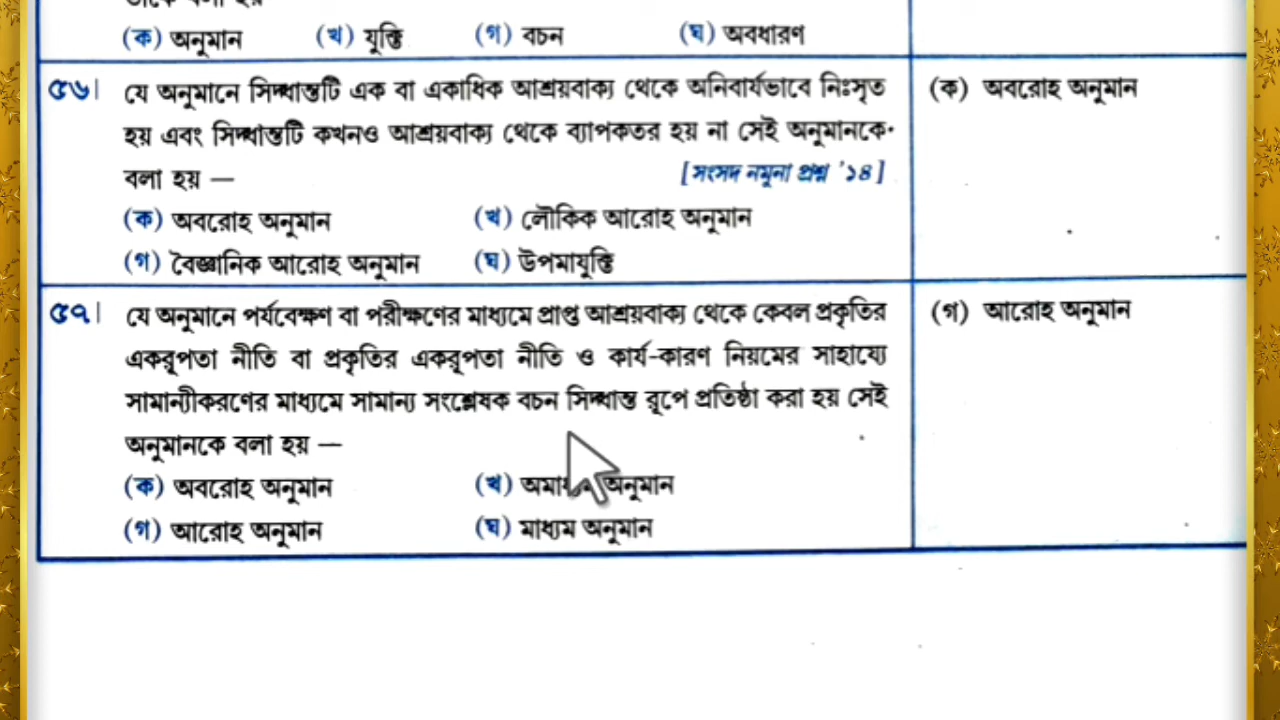 (ক) অনুমান (খ) যুক্তি (গ) বচন (ঘ) অবধারণ
৫৬। যে অনুমানে সিদ্ধান্তটি এক বা একাধিক আশ্রয়বাক্য থেকে অনিবার্যভাবে নিঃসৃত (ক) অবরোহ অনুমান
হয় এবং সিদ্ধান্তটি কখনও আশ্রয়বাক্য থেকে ব্যাপকতর হয় না সেই অনুমানকে
বলা হয় — [সংসদ নমুনা প্রশ্ন '১৪]
(ক) অবরোহ অনুমান (খ) লৌকিক আরোহ অনুমান
(গ) বৈজ্ঞানিক আরোহ অনুমান (ঘ) উপমাযুক্তি
৫৭। যে অনুমানে পর্যবেক্ষণ বা পরীক্ষণের মাধ্যমে প্রাপ্ত আশ্রয়বাক্য থেকে কেবল প্রকৃতির (গ) আরোহ অনুমান
একরূপতা নীতি বা প্রকৃতির একরূপতা নীতি ও কার্য-কারণ নিয়মের সাহায্যে
সামান্যীকরণের মাধ্যমে সামান্য সংশ্লেষক বচন সিদ্ধান্ত রূপে প্রতিষ্ঠা করা হয় সেই
অনুমানকে বলা হয় —
(ক) অবরোহ অনুমান (খ) অনুমান
(গ) আরোহ অনুমান (ঘ) মাধ্যম অনুমান